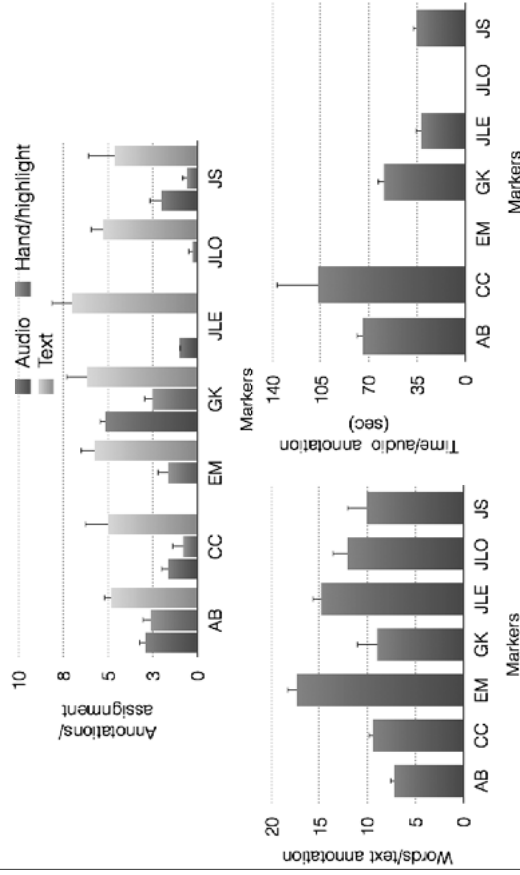 Audio
Hand/highlight
Text
Annotations/
assignment
10
8
5
3
0
AB
CC
EM
GK
JLE
JLO
JS
Markers
Words/text annotation
20
15
10
5
0
AB
CC
EM
GK
JLE
JLO
JS
Markers
Time/audio annotation
(sec)
140
105
70
35
0
AB
CC
EM
GK
JLE
JLO
JS
Markers